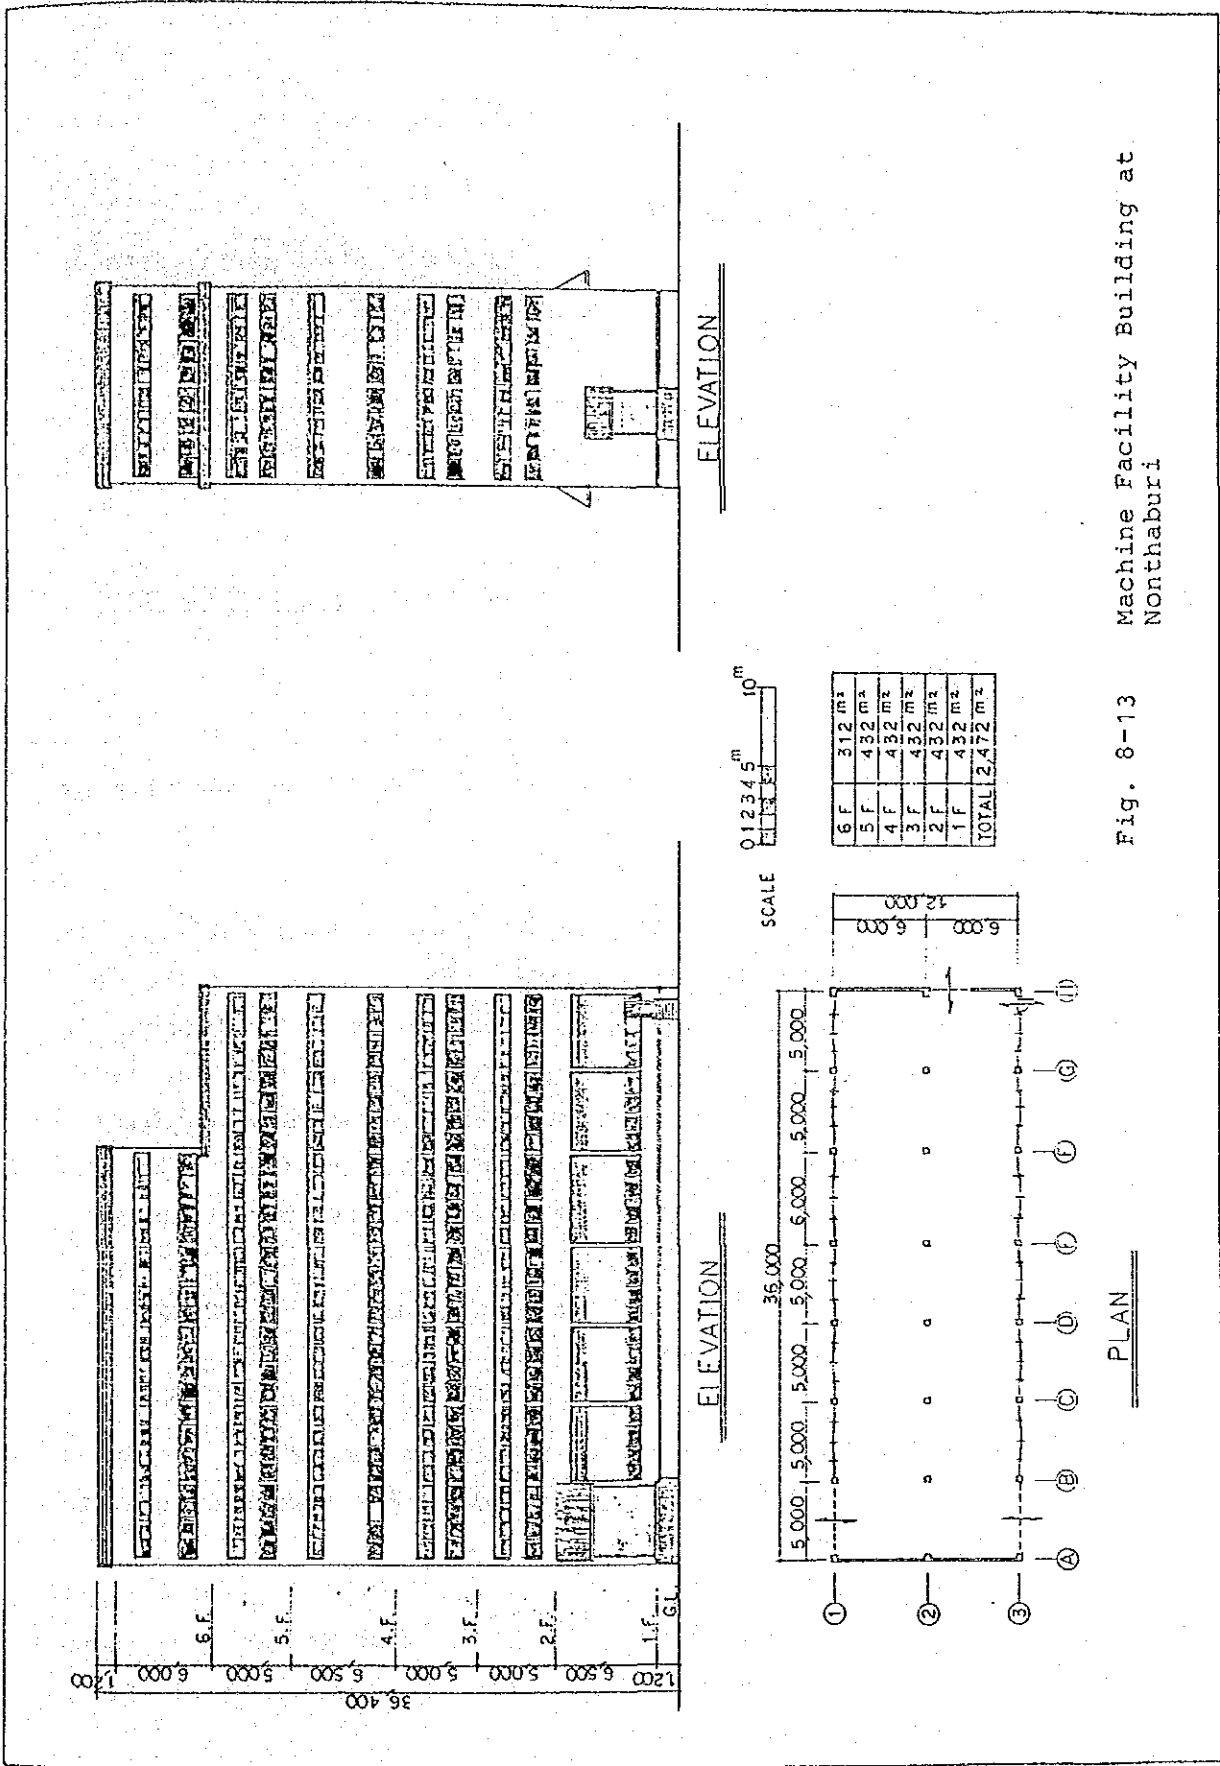 1,200
6,000
5,000
6,500
5,000
5,000
6,500
1,200
36,400
6.F.
5.F.
4.F.
3.F.
2.F.
1.F.
G.L
ELEVATION
ELEVATION
SCALE 0 1 2 3 4 5 m 10 m
6 F 312 m²
5 F 432 m²
4 F 432 m²
3 F 432 m²
2 F 432 m²
1 F 432 m²
TOTAL 2,472 m²
36,000
5,000 5,000 5,000 5,000 6,000 5,000 5,000
6,000 6,000
12,000
1
2
3
A B C D G
PLAN
Fig. 8-13 Machine Facility Building at
Nonthaburi